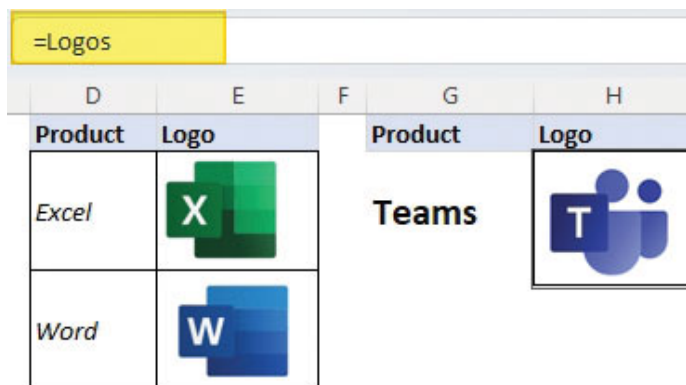 =Logos
D E F G H
Product Logo Product Logo
Excel X Teams T
Word W